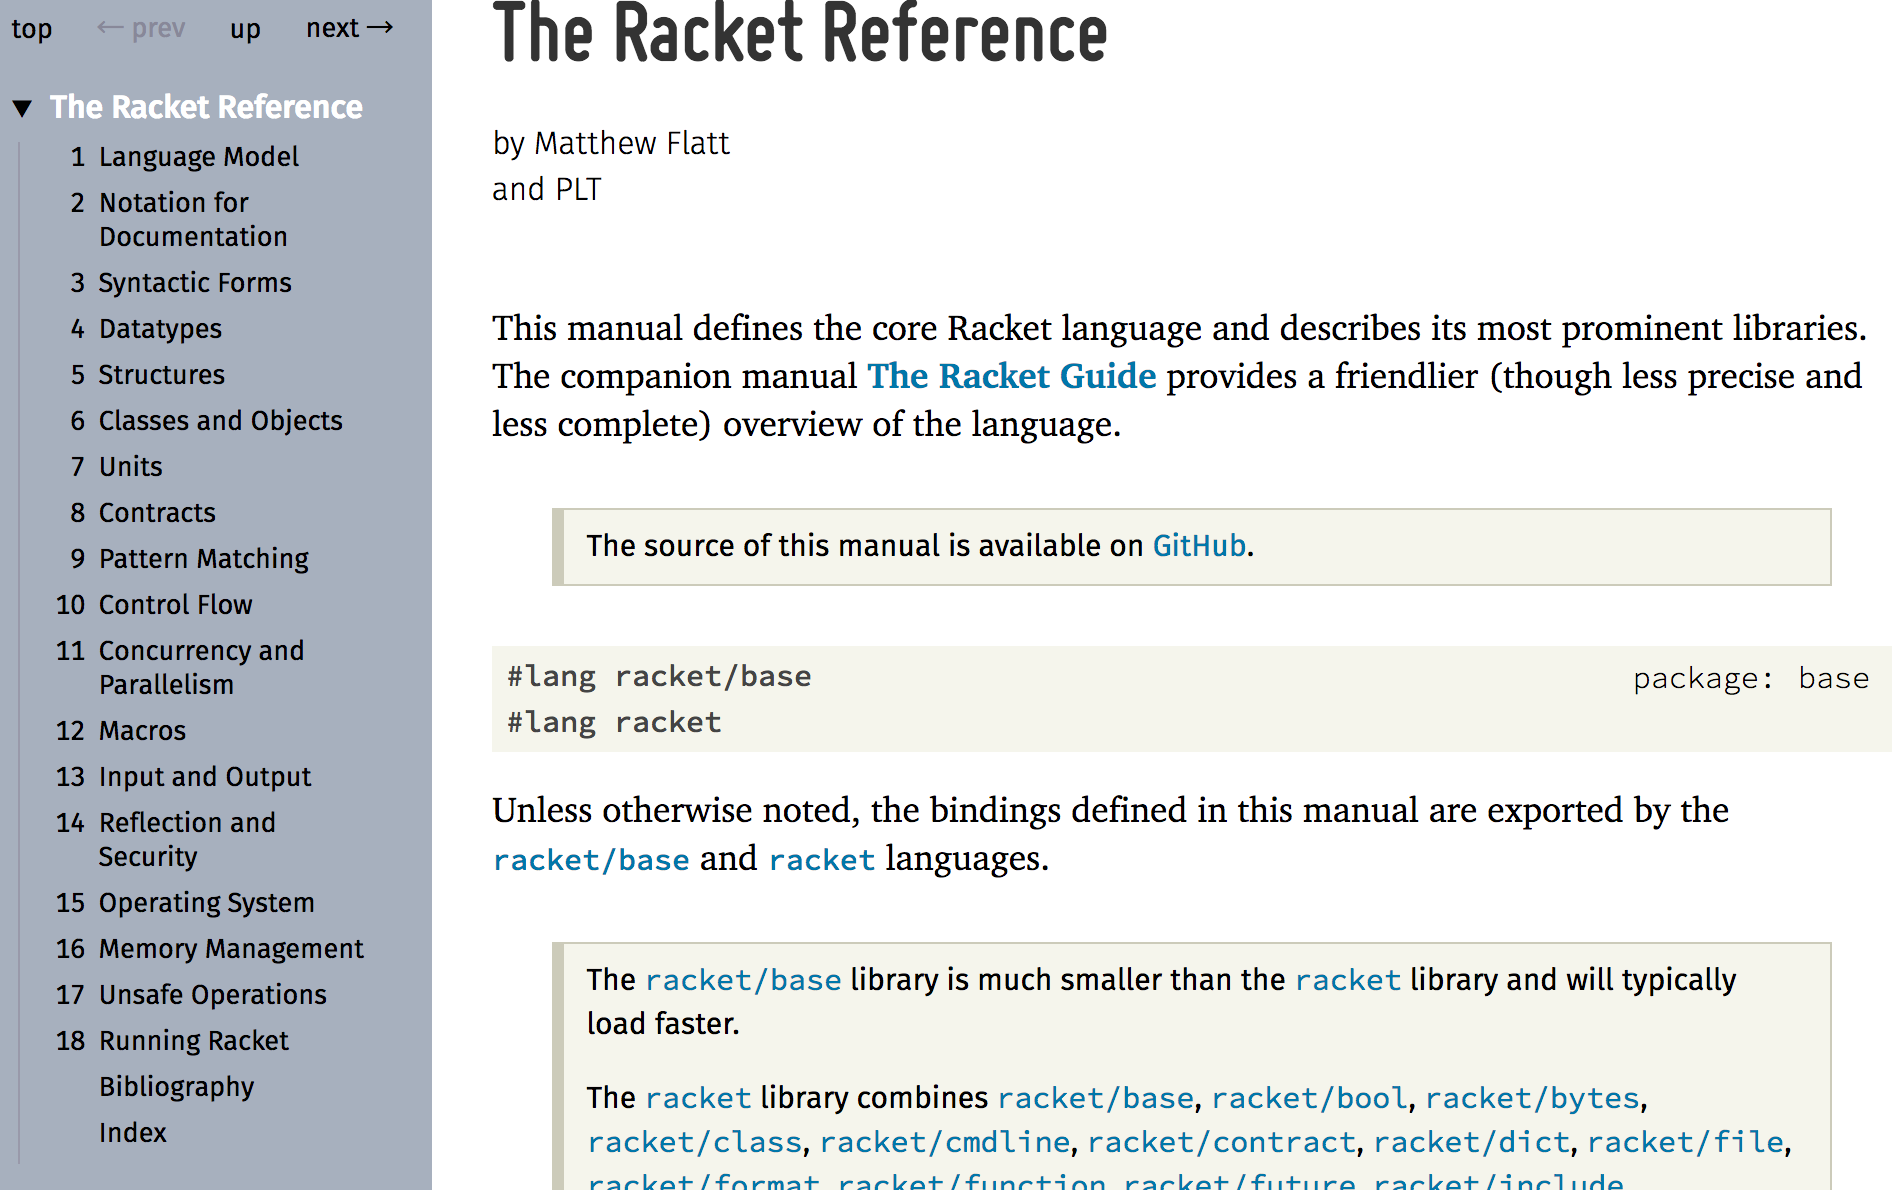 top ← prev up next →
▼ The Racket Reference
1 Language Model
2 Notation for
Documentation
3 Syntactic Forms
4 Datatypes
5 Structures
6 Classes and Objects
7 Units
8 Contracts
9 Pattern Matching
10 Control Flow
11 Concurrency and
Parallelism
12 Macros
13 Input and Output
14 Reflection and
Security
15 Operating System
16 Memory Management
17 Unsafe Operations
18 Running Racket
Bibliography
Index
The Racket Reference
by Matthew Flatt
and PLT
This manual defines the core Racket language and describes its most prominent libraries.
The companion manual The Racket Guide provides a friendlier (though less precise and
less complete) overview of the language.
The source of this manual is available on GitHub.
#lang racket/base package: base
#lang racket
Unless otherwise noted, the bindings defined in this manual are exported by the
racket/base and racket languages.
The racket/base library is much smaller than the racket library and will typically
load faster.
The racket library combines racket/base, racket/bool, racket/bytes,
racket/class, racket/cmdline, racket/contract, racket/dict, racket/file,
racket/format, racket/function, racket/future, racket/include,